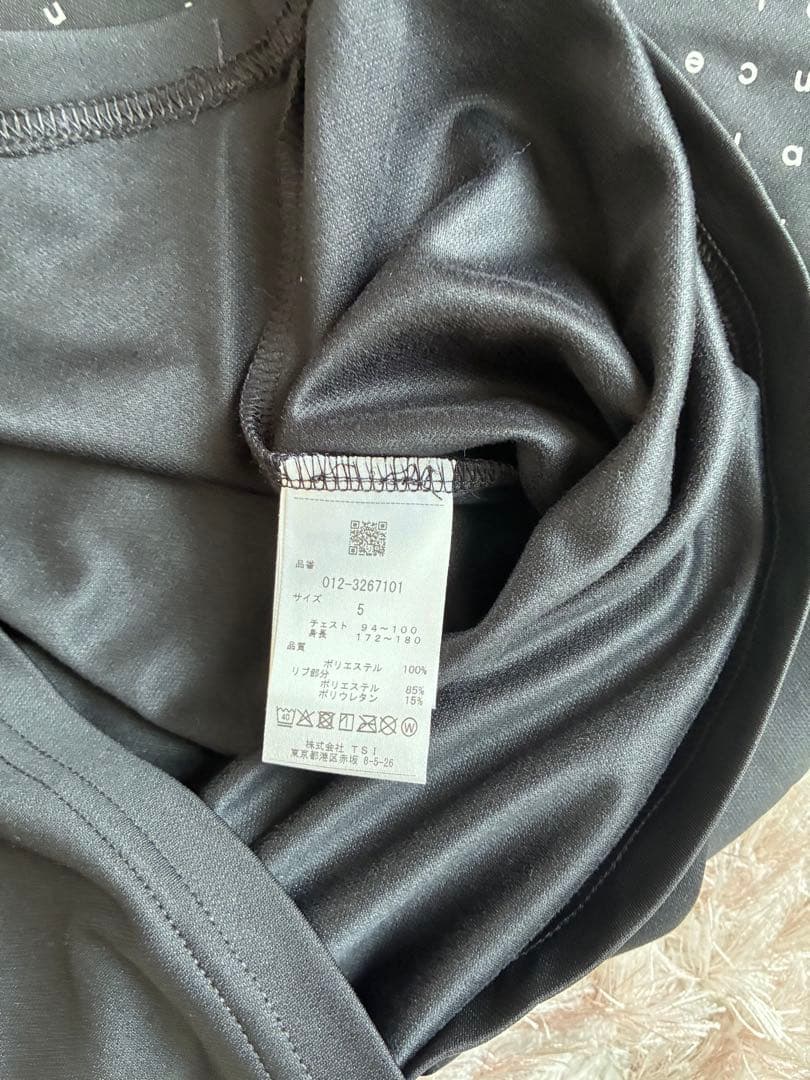 品番
012-3267101
サイズ
5
チェスト 94～100
身長 172～180
品質
ポリエステル 100%
リブ部分
ポリエステル 85%
ポリウレタン 15%
40 W
株式会社 TSI
東京都港区赤坂 8-5-26
n
u c e
a